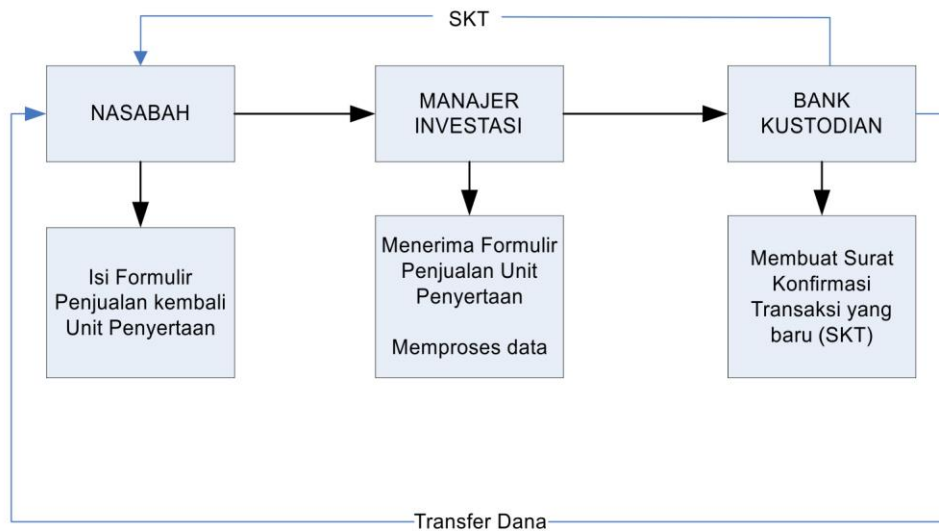 SKT
NASABAH
MANAJER
INVESTASI
BANK
KUSTODIAN
Isi Formulir
Penjualan kembali
Unit Penyertaan
Menerima Formulir
Penjualan Unit
Penyertaan
Memproses data
Membuat Surat
Konfirmasi
Transaksi yang
baru (SKT)
Transfer Dana